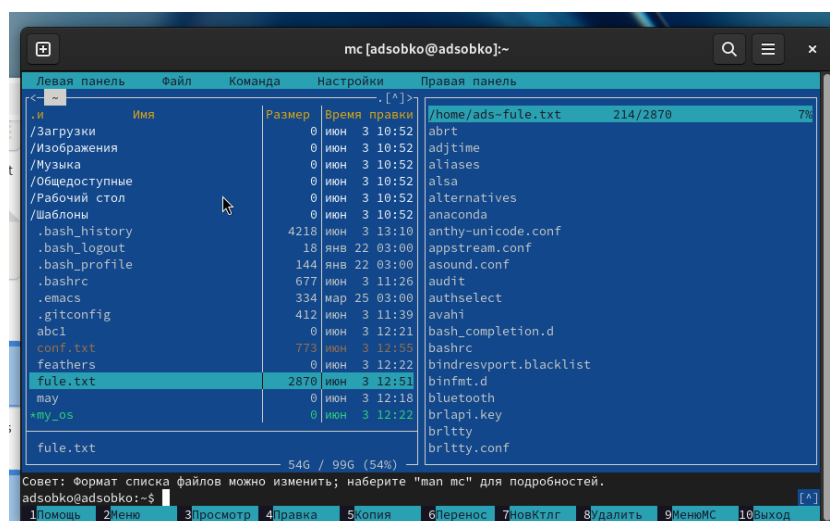 mc [adsobko@adsobko]:~
Левая панель Файл Команда Настройки Правая панель
<— ~ .[^]>
.и Имя Размер Время правки /home/ads~fule.txt 214/2870 7%
/Загрузки 0 июн 3 10:52 abrt
/Изображения 0 июн 3 10:52 adjtime
/Музыка 0 июн 3 10:52 aliases
/Общедоступные 0 июн 3 10:52 alsa
/Рабочий стол 0 июн 3 10:52 alternatives
/Шаблоны 0 июн 3 10:52 anaconda
.bash_history 4218 июн 3 13:10 anthy-unicode.conf
.bash_logout 18 янв 22 03:00 appstream.conf
.bash_profile 144 янв 22 03:00 asound.conf
.bashrc 677 июн 3 11:26 audit
.emacs 334 мар 25 03:00 authselect
.gitconfig 412 июн 3 11:39 avahi
abc1 0 июн 3 12:21 bash_completion.d
conf.txt 773 июн 3 12:55 bashrc
feathers 0 июн 3 12:22 bindresvport.blacklist
fule.txt 2870 июн 3 12:51 binfmt.d
may 0 июн 3 12:18 bluetooth
*my_os 0 июн 3 12:22 brlapi.key
brltty
fule.txt brltty.conf
54G / 99G (54%)
Совет: Формат списка файлов можно изменить; наберите "man mc" для подробностей.
adsobko@adsobko:~$ [^]
1Помощь 2Меню 3Просмотр 4Правка 5Копия 6Перенос 7НовКтлг 8Удалить 9МенюMC 10Выход